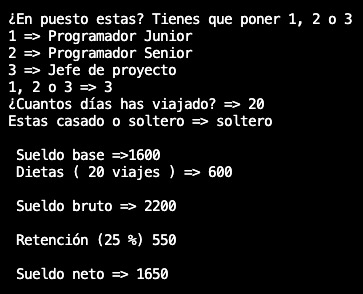 ¿En puesto estas? Tienes que poner 1, 2 o 3
1 => Programador Junior
2 => Programador Senior
3 => Jefe de proyecto
1, 2 o 3 => 3
¿Cuantos días has viajado? => 20
Estas casado o soltero => soltero
Sueldo base =>1600
Dietas ( 20 viajes ) => 600
Sueldo bruto => 2200
Retención (25 %) 550
Sueldo neto => 1650